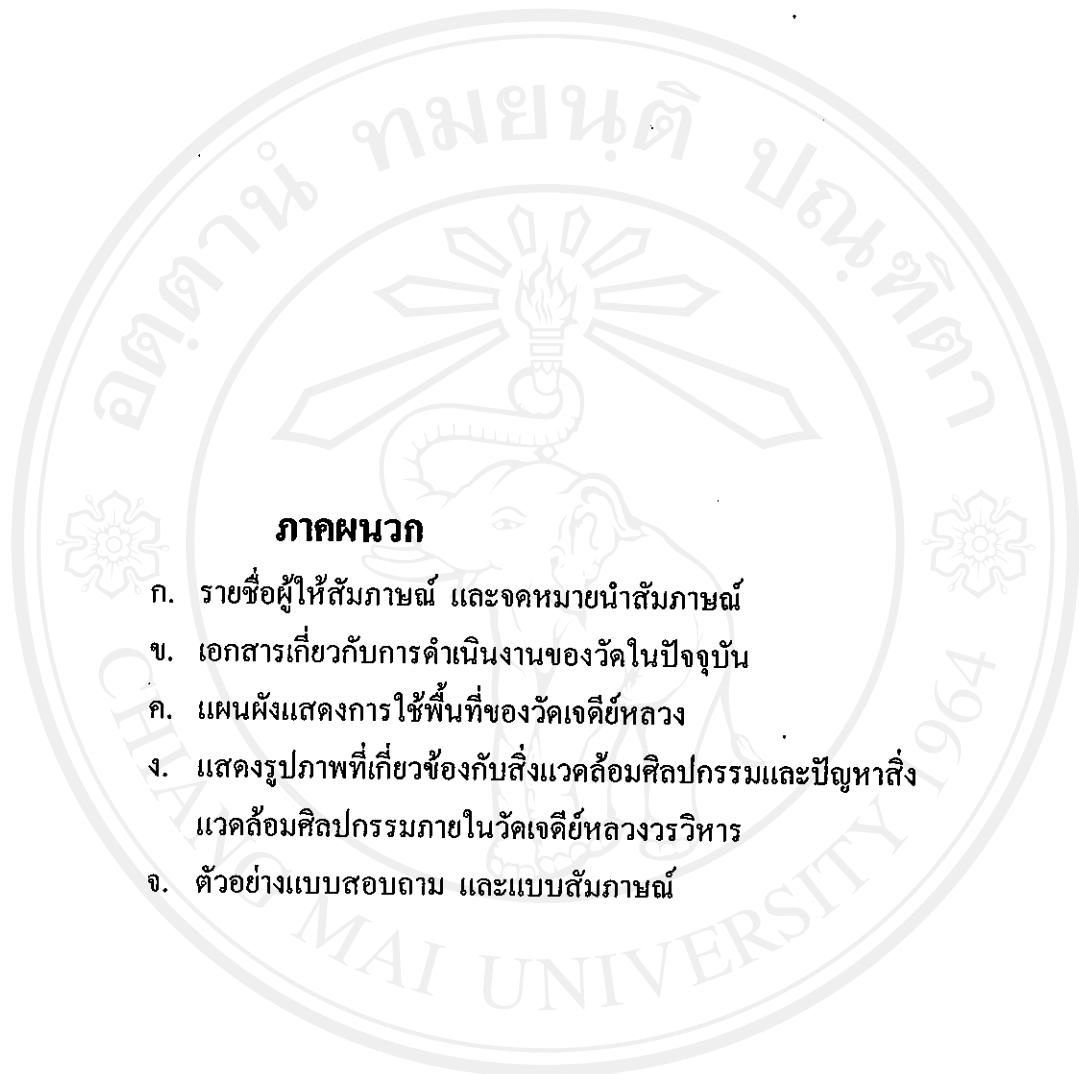 อตฺตานํ ทมยนฺติ ปณฺฑิตา
ภาคผนวก
ก. รายชื่อผู้ให้สัมภาษณ์ และจดหมายนำสัมภาษณ์
ข. เอกสารเกี่ยวกับการดำเนินงานของวัดในปัจจุบัน
ค. แผนผังแสดงการใช้พื้นที่ของวัดเจดีย์หลวง
ง. แสดงรูปภาพที่เกี่ยวข้องกับสิ่งแวดล้อมศิลปกรรมและปัญหาสิ่ง
แวดล้อมศิลปกรรมภายในวัดเจดีย์หลวงวรวิหาร
จ. ตัวอย่างแบบสอบถาม และแบบสัมภาษณ์
CHIANG MAI UNIVERSITY 1964